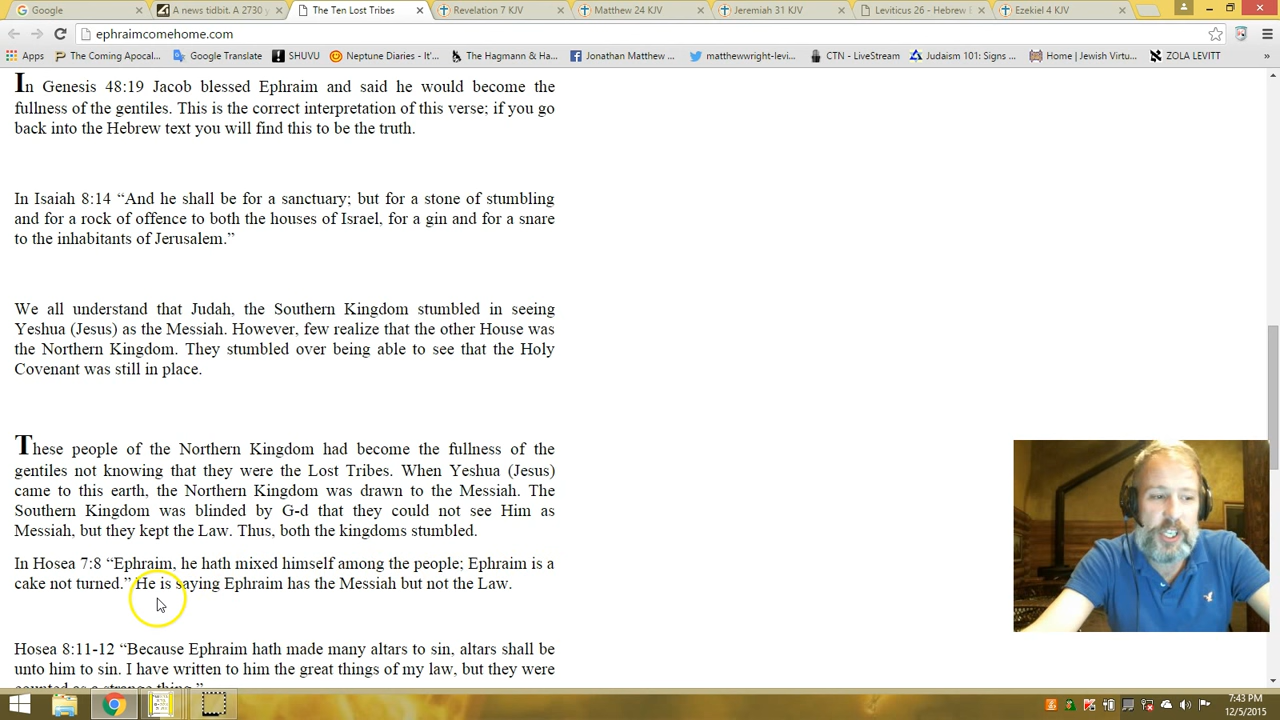 Google
A news tidbit. A 2730 y
The Ten Lost Tribes
Revelation 7 KJV
Matthew 24 KJV
Jeremiah 31 KJV
Leviticus 26 - Hebrew
Ezekiel 4 KJV
ephraimcomehome.com
Apps
The Coming Apocal...
Google Translate
SHUVU
Neptune Diaries - It'...
The Hagmann & Ha...
Jonathan Matthew ...
matthewwright-levi...
CTN - LiveStream
Judaism 101: Signs ...
Home | Jewish Virtu...
ZOLA LEVITT
»
In Genesis 48:19 Jacob blessed Ephraim and said he would become the
fullness of the gentiles. This is the correct interpretation of this verse; if you go
back into the Hebrew text you will find this to be the truth.
In Isaiah 8:14 “And he shall be for a sanctuary; but for a stone of stumbling
and for a rock of offence to both the houses of Israel, for a gin and for a snare
to the inhabitants of Jerusalem.”
We all understand that Judah, the Southern Kingdom stumbled in seeing
Yeshua (Jesus) as the Messiah. However, few realize that the other House was
the Northern Kingdom. They stumbled over being able to see that the Holy
Covenant was still in place.
These people of the Northern Kingdom had become the fullness of the
gentiles not knowing that they were the Lost Tribes. When Yeshua (Jesus)
came to this earth, the Northern Kingdom was drawn to the Messiah. The
Southern Kingdom was blinded by G-d that they could not see Him as
Messiah, but they kept the Law. Thus, both the kingdoms stumbled.
In Hosea 7:8 “Ephraim, he hath mixed himself among the people; Ephraim is a
cake not turned.” He is saying Ephraim has the Messiah but not the Law.
Hosea 8:11-12 “Because Ephraim hath made many altars to sin, altars shall be
unto him to sin. I have written to him the great things of my law, but they were
counted as a strange thing.”
7:43 PM
12/5/2015